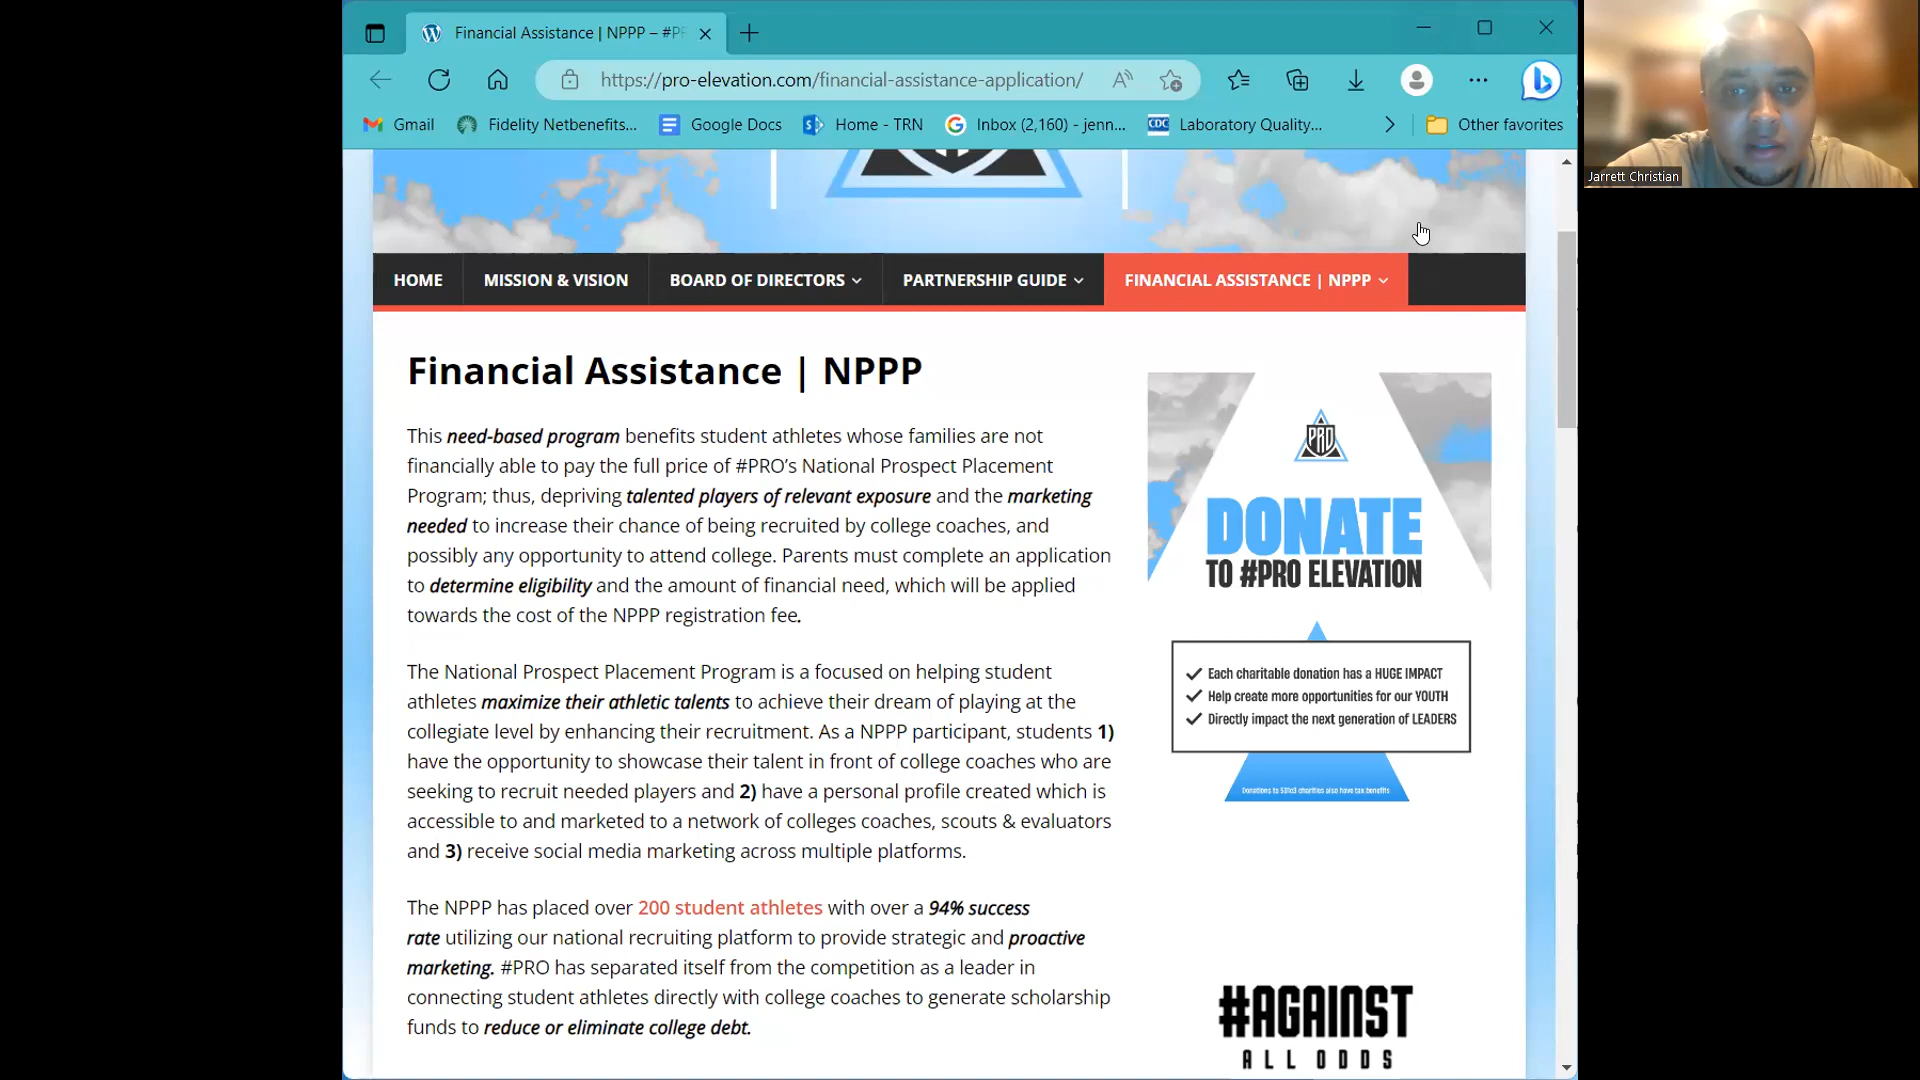 Financial Assistance | NPPP – #PR
https://pro-elevation.com/financial-assistance-application/
Gmail
Fidelity Netbenefits...
Google Docs
Home - TRN
Inbox (2,160) - jenn...
CDC
Laboratory Quality...
Other favorites
Jarrett Christian
HOME
MISSION & VISION
BOARD OF DIRECTORS
PARTNERSHIP GUIDE
FINANCIAL ASSISTANCE | NPPP
Financial Assistance | NPPP
This need-based program benefits student athletes whose families are not
financially able to pay the full price of #PRO’s National Prospect Placement
Program; thus, depriving talented players of relevant exposure and the marketing
needed to increase their chance of being recruited by college coaches, and
possibly any opportunity to attend college. Parents must complete an application
to determine eligibility and the amount of financial need, which will be applied
towards the cost of the NPPP registration fee.
The National Prospect Placement Program is a focused on helping student
athletes maximize their athletic talents to achieve their dream of playing at the
collegiate level by enhancing their recruitment. As a NPPP participant, students 1)
have the opportunity to showcase their talent in front of college coaches who are
seeking to recruit needed players and 2) have a personal profile created which is
accessible to and marketed to a network of colleges coaches, scouts & evaluators
and 3) receive social media marketing across multiple platforms.
The NPPP has placed over 200 student athletes with over a 94% success
rate utilizing our national recruiting platform to provide strategic and proactive
marketing. #PRO has separated itself from the competition as a leader in
connecting student athletes directly with college coaches to generate scholarship
funds to reduce or eliminate college debt.
PRO
DONATE
TO #PRO ELEVATION
Each charitable donation has a HUGE IMPACT
Help create more opportunities for our YOUTH
Directly impact the next generation of LEADERS
Donations to 501c3 charities also have tax benefits
#AGAINST
ALL ODDS